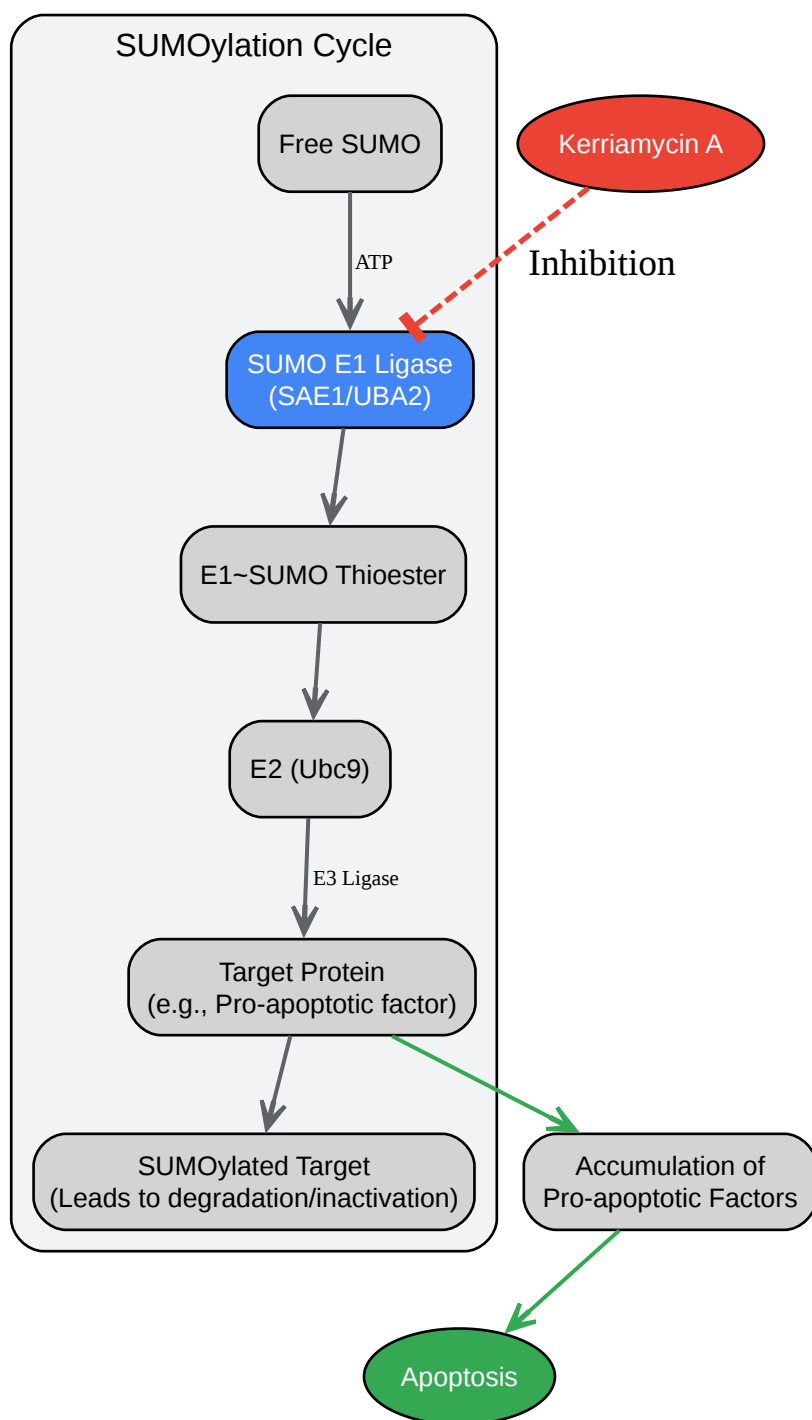 SUMOylation Cycle
Free SUMO
Kerriamycin A
ATP
Inhibition
SUMO E1 Ligase
(SAE1/UBA2)
E1~SUMO Thioester
E2 (Ubc9)
E3 Ligase
Target Protein
(e.g., Pro-apoptotic factor)
SUMOylated Target
(Leads to degradation/inactivation)
Accumulation of
Pro-apoptotic Factors
Apoptosis